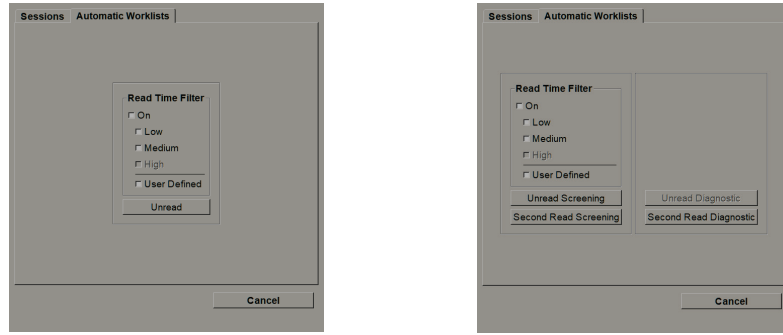 Sessions Automatic Worklists
Read Time Filter
On
Low
Medium
High
User Defined
Unread
Cancel
Sessions Automatic Worklists
Read Time Filter
On
Low
Medium
High
User Defined
Unread Screening Unread Diagnostic
Second Read Screening Second Read Diagnostic
Cancel